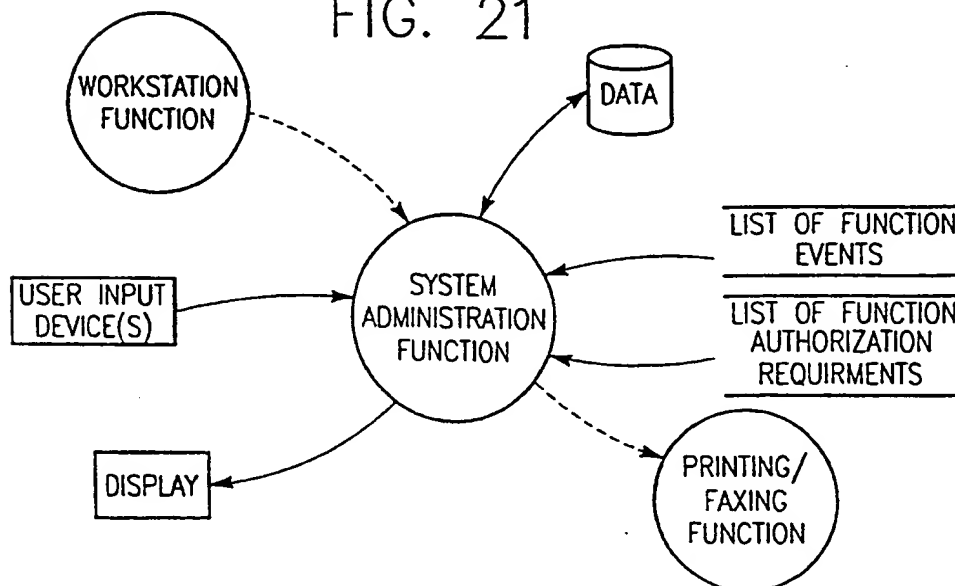 FIG. 21
WORKSTATION
FUNCTION
DATA
LIST OF FUNCTION
EVENTS
SYSTEM
ADMINISTRATION
FUNCTION
USER INPUT
DEVICE(S)
LIST OF FUNCTION
AUTHORIZATION
REQUIRMENTS
DISPLAY
PRINTING/
FAXING
FUNCTION